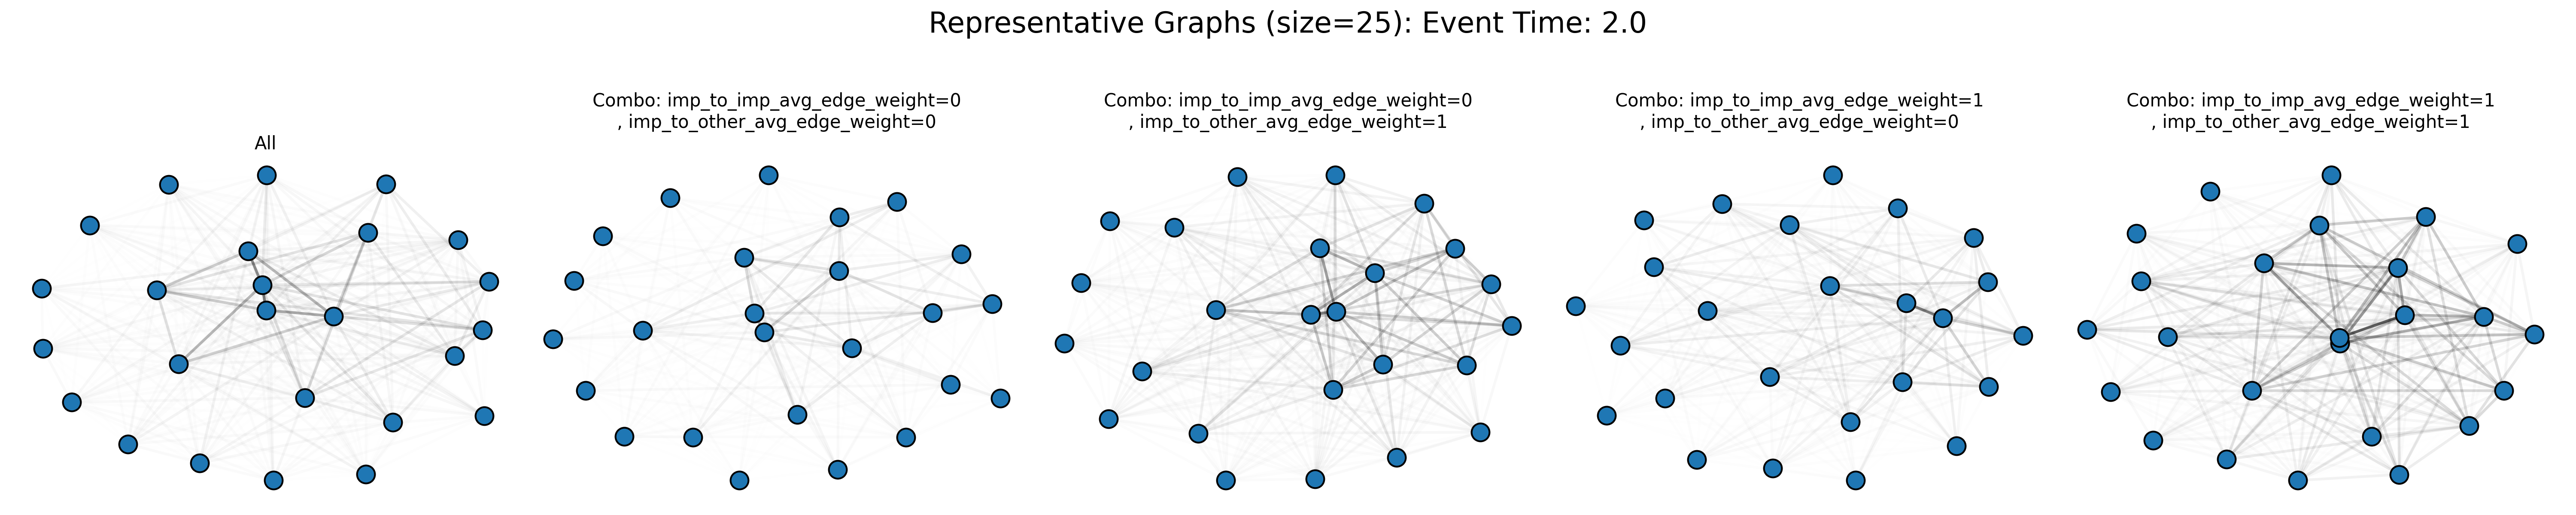 Representative Graphs (size=25): Event Time: 2.0
All
Combo: imp_to_imp_avg_edge_weight=0
, imp_to_other_avg_edge_weight=0
Combo: imp_to_imp_avg_edge_weight=0
, imp_to_other_avg_edge_weight=1
Combo: imp_to_imp_avg_edge_weight=1
, imp_to_other_avg_edge_weight=0
Combo: imp_to_imp_avg_edge_weight=1
, imp_to_other_avg_edge_weight=1